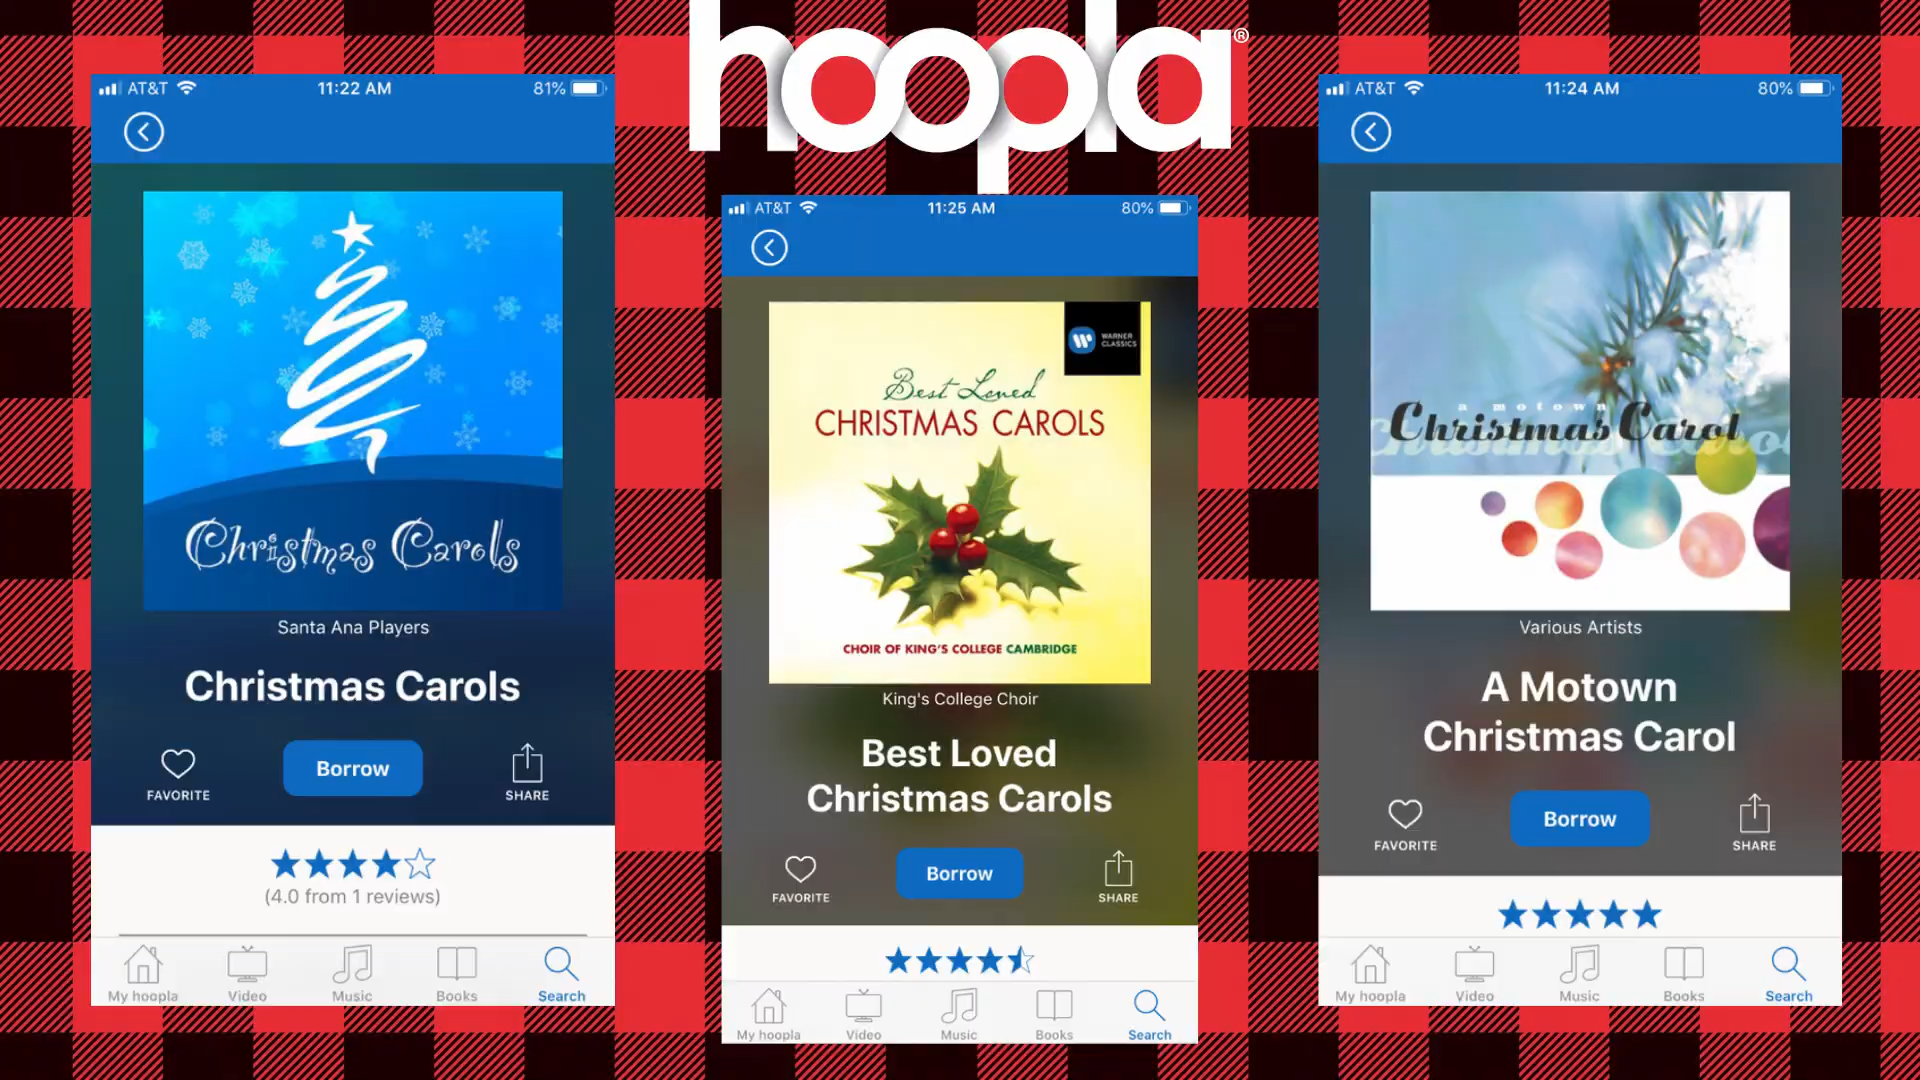 hoopla®
AT&T 11:22 AM 81%
Christmas Carols
Santa Ana Players
Christmas Carols
FAVORITE Borrow SHARE
(4.0 from 1 reviews)
My hoopla Video Music Books Search
AT&T 11:25 AM 80%
WARNER
CLASSICS
Best Loved
CHRISTMAS CAROLS
CHOIR OF KING'S COLLEGE CAMBRIDGE
King's College Choir
Best Loved
Christmas Carols
FAVORITE Borrow SHARE
My hoopla Video Music Books Search
AT&T 11:24 AM 80%
a motown
Christmas Carol
Various Artists
A Motown
Christmas Carol
FAVORITE Borrow SHARE
My hoopla Video Music Books Search